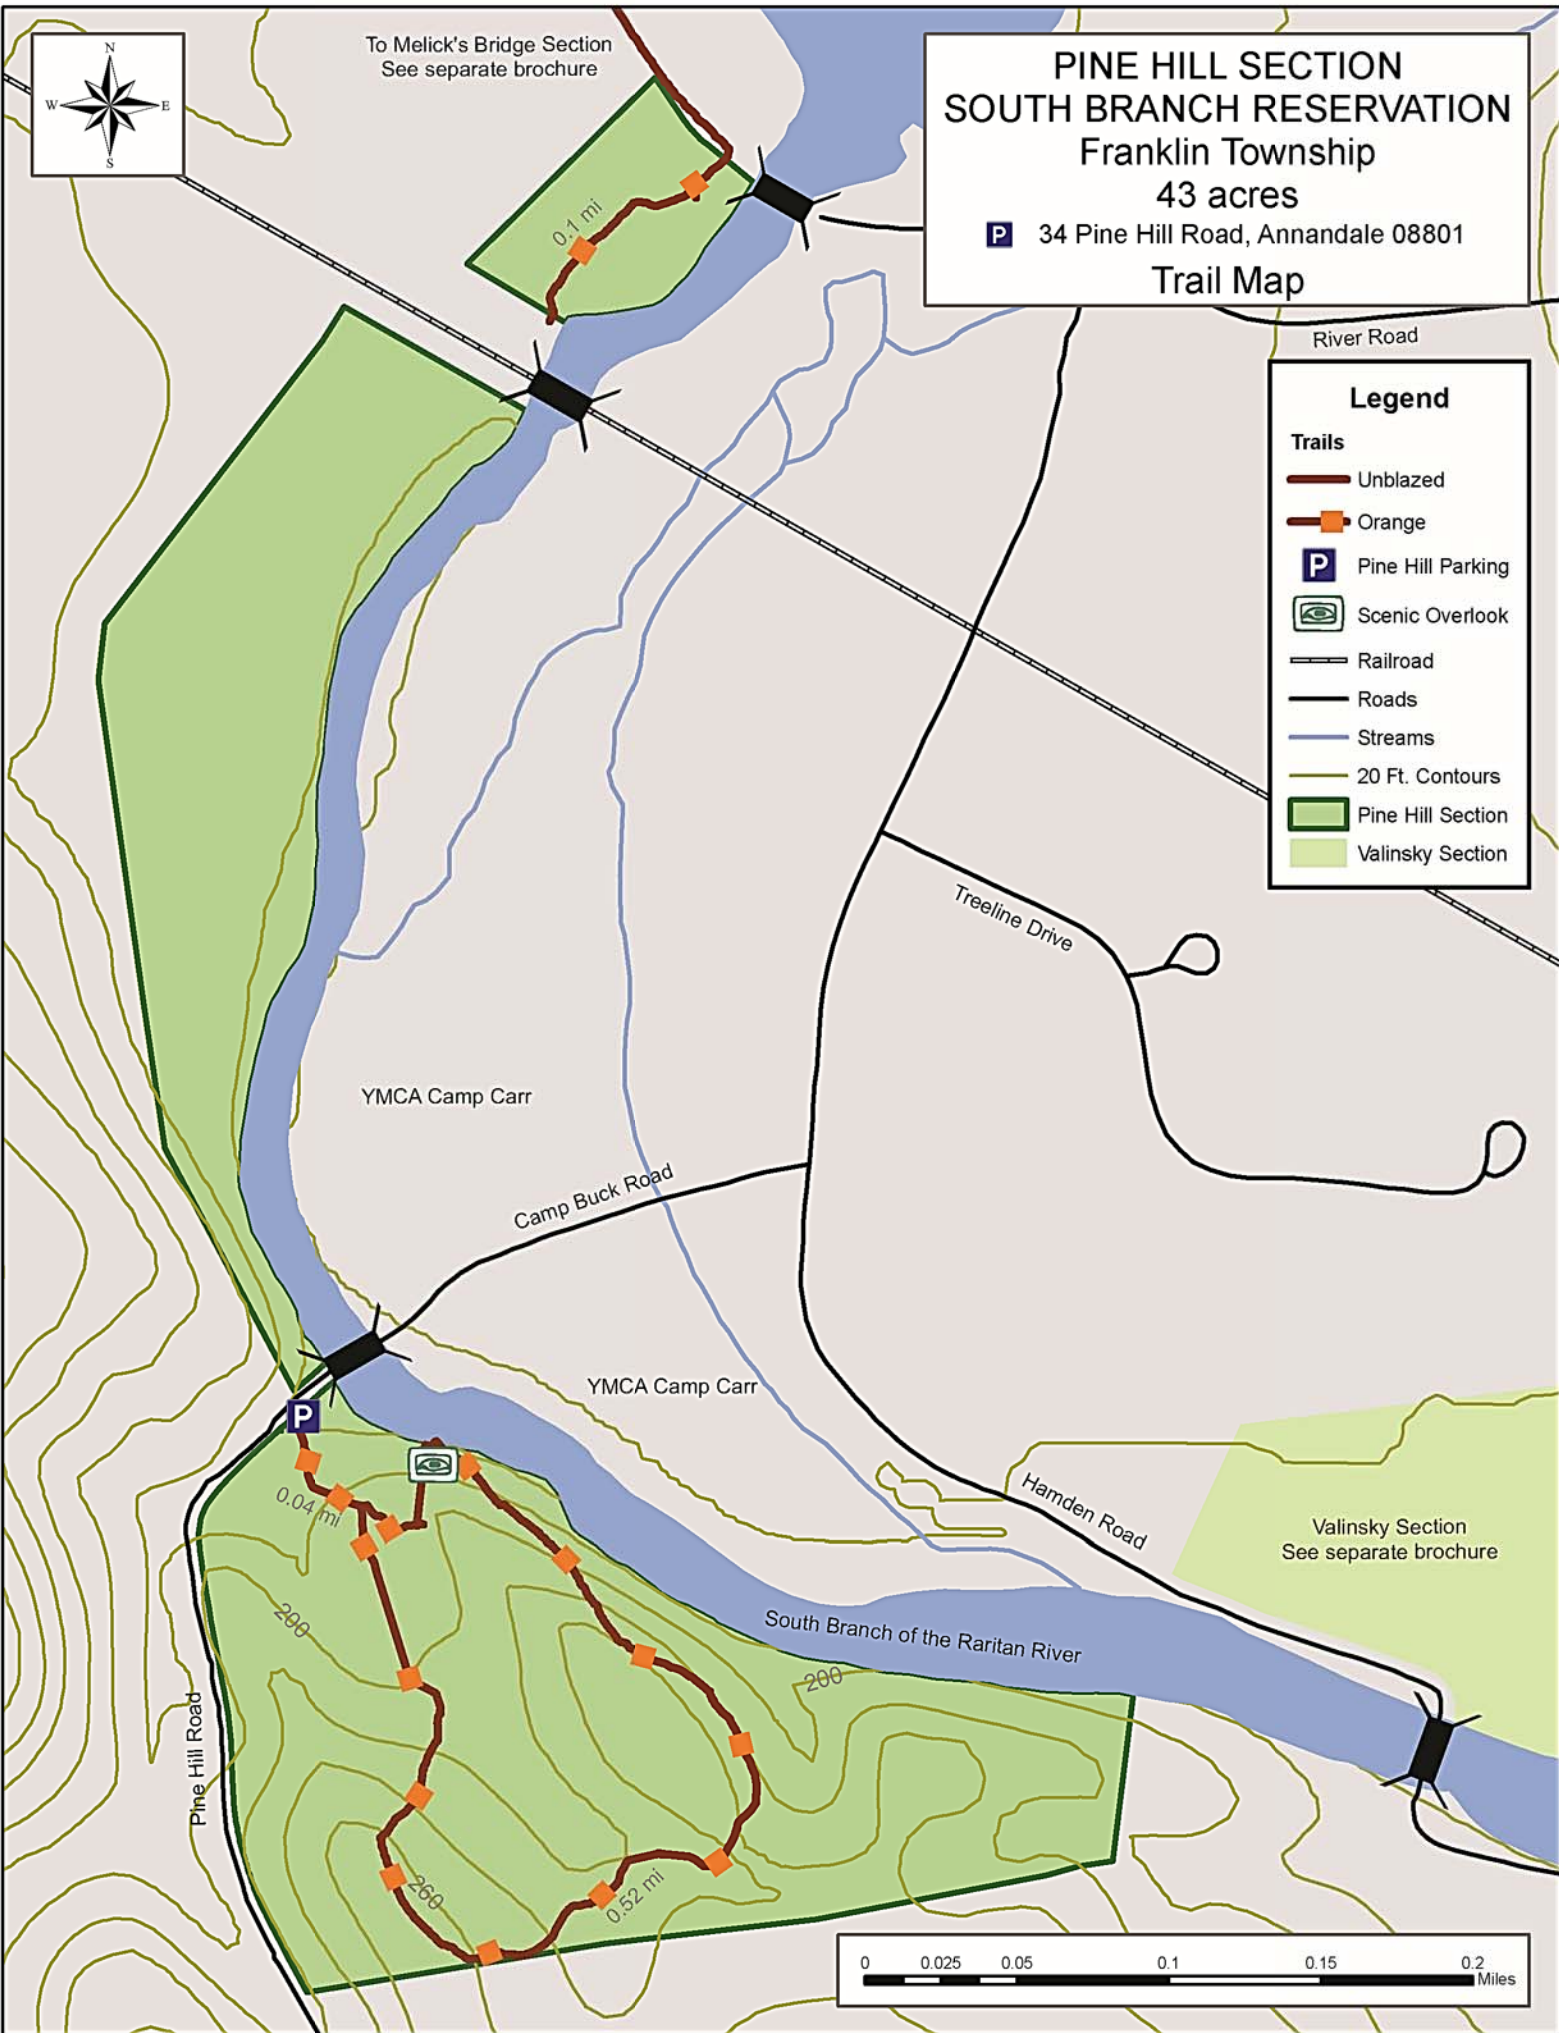 N
W E
S
To Melick's Bridge Section
See separate brochure
PINE HILL SECTION
SOUTH BRANCH RESERVATION
Franklin Township
43 acres
P 34 Pine Hill Road, Annandale 08801
Trail Map
0.1 mi
River Road
Legend
Trails
Unblazed
Orange
P Pine Hill Parking
Scenic Overlook
Railroad
Roads
Streams
20 Ft. Contours
Pine Hill Section
Valinsky Section
Treeline Drive
YMCA Camp Carr
Camp Buck Road
YMCA Camp Carr
P
0.04 mi
Hamden Road
Valinsky Section
See separate brochure
200
South Branch of the Raritan River
200
Pine Hill Road
260
0.52 mi
0 0.025 0.05 0.1 0.15 0.2
Miles